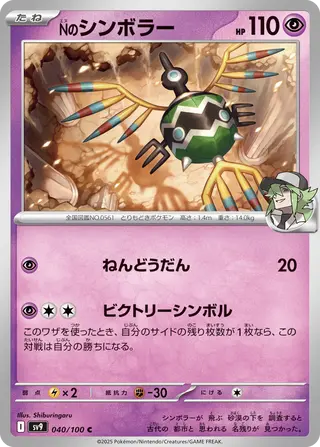 たね
Nのシンボラー
HP 110
全国図鑑NO.0561 とりもどきポケモン 高さ：1.4m 重さ：14.0kg
ねんどうだん 20
ビクトリーシンボル
このワザを使ったとき、自分のサイドの残り枚数が1枚なら、この
対戦は自分の勝ちになる。
弱点 ×2 抵抗力 -30 にげる
Illus. Shiburingaru
I sv9 040/100 C
シンボラーが 飛ぶ 砂漠を 調査すると
古代の 都市と 思われる 名残りが 見つかった。
©2025 Pokémon/Nintendo/Creatures/GAME FREAK.